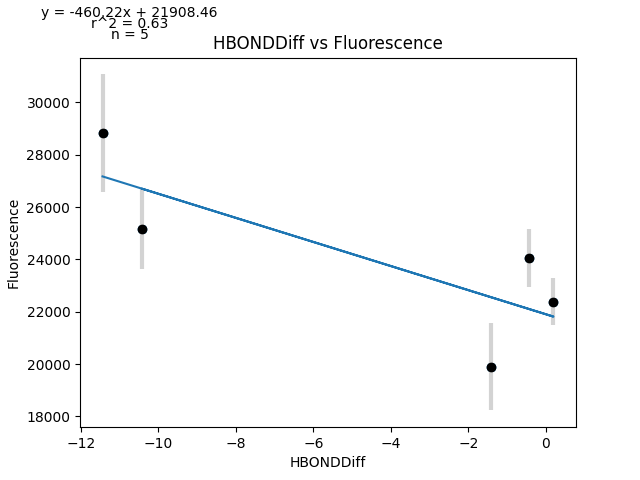 y = -460.22x + 21908.46
r^2 = 0.63
n = 5
HBONDDiff vs Fluorescence
30000
28000
26000
24000
22000
20000
18000
Fluorescence
−12
−10
−8
−6
−4
−2
0
HBONDDiff